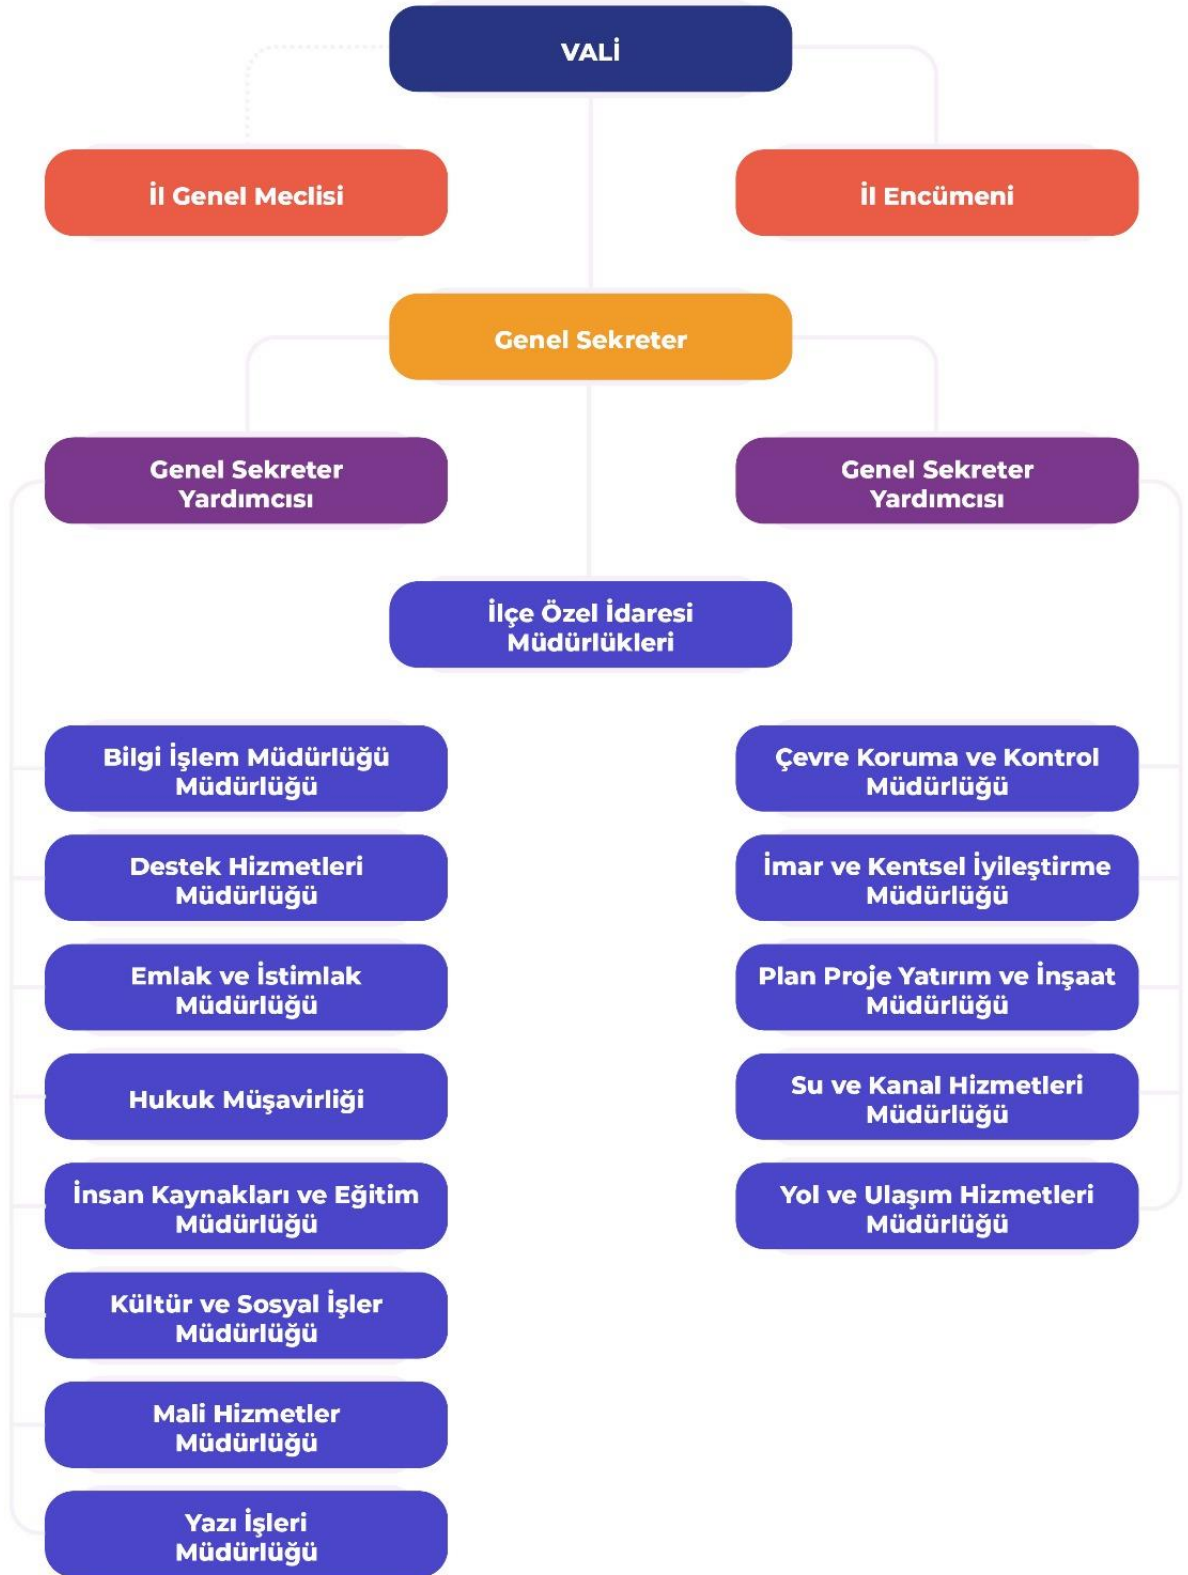 VALİ
İl Genel Meclisi
İl Encümeni
Genel Sekreter
Genel Sekreter
Yardımcısı
Genel Sekreter
Yardımcısı
İlçe Özel İdaresi
Müdürlükleri
Bilgi İşlem Müdürlüğü
Müdürlüğü
Destek Hizmetleri
Müdürlüğü
Emlak ve İstimlak
Müdürlüğü
Hukuk Müşavirliği
İnsan Kaynakları ve Eğitim
Müdürlüğü
Kültür ve Sosyal İşler
Müdürlüğü
Mali Hizmetler
Müdürlüğü
Yazı İşleri
Müdürlüğü
Çevre Koruma ve Kontrol
Müdürlüğü
İmar ve Kentsel İyileştirme
Müdürlüğü
Plan Proje Yatırım ve İnşaat
Müdürlüğü
Su ve Kanal Hizmetleri
Müdürlüğü
Yol ve Ulaşım Hizmetleri
Müdürlüğü